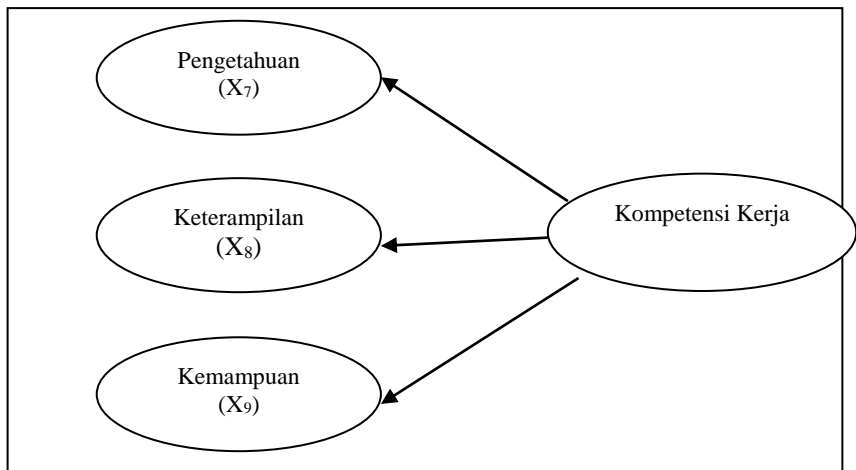 Pengetahuan
(X₇)
Keterampilan
(X₈)
Kompetensi Kerja
Kemampuan
(X₉)